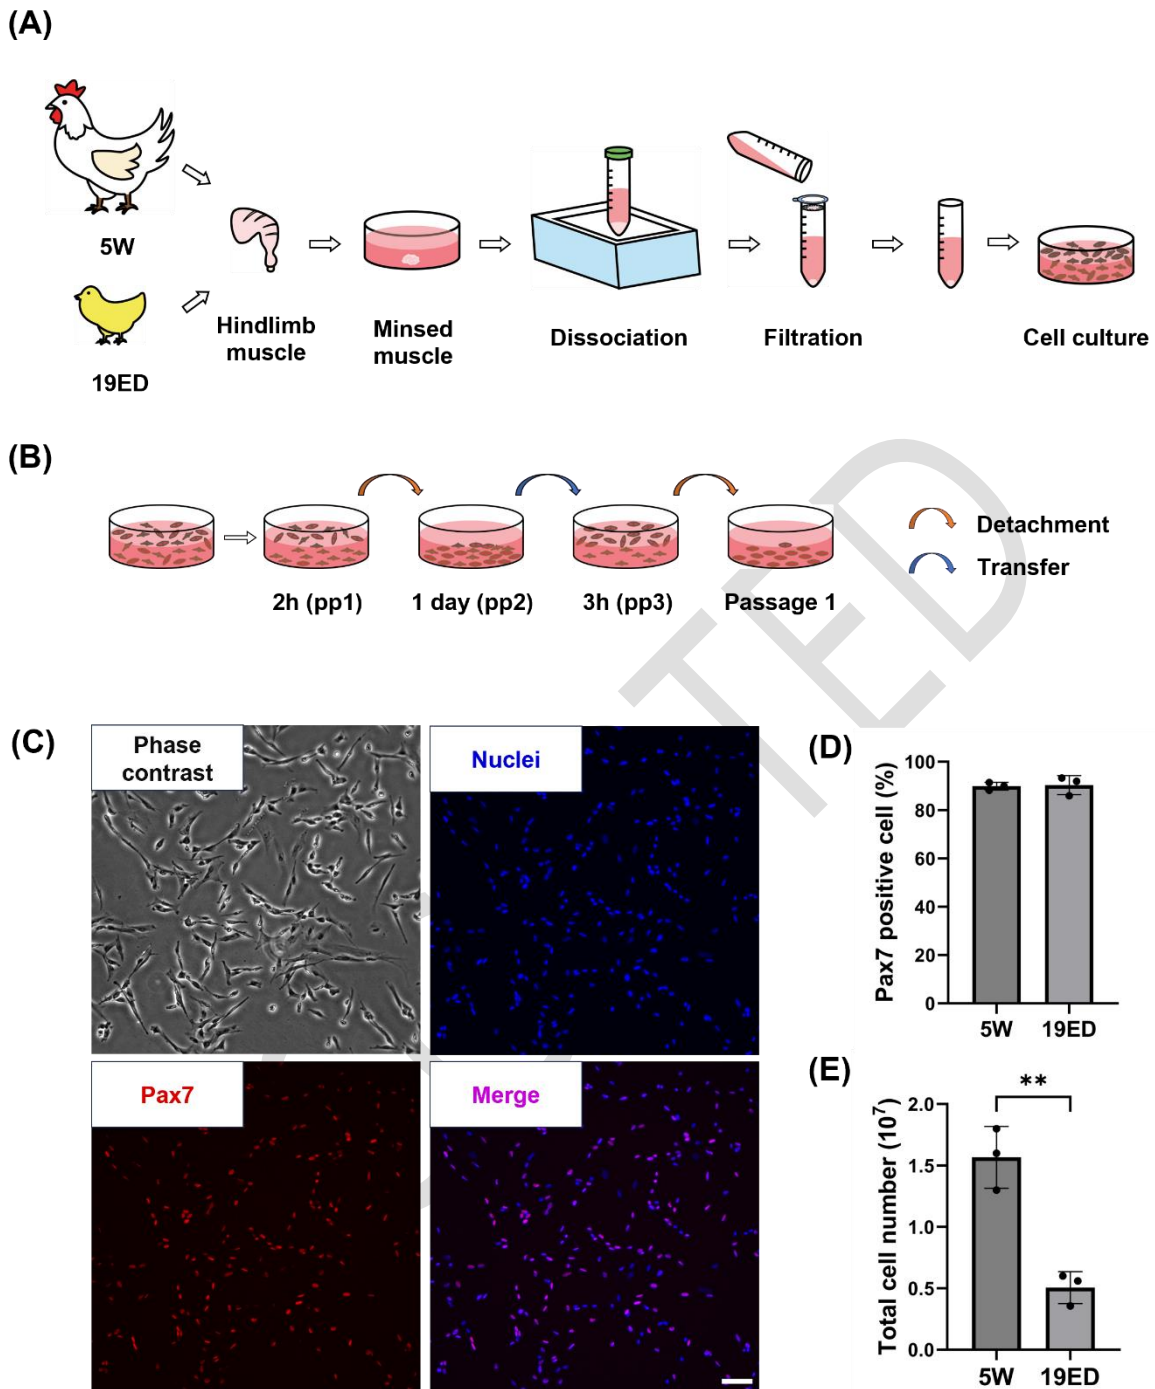 (A)
5W
19ED
Hindlimb
muscle
Minsed
muscle
Dissociation
Filtration
Cell culture
(B)
2h (pp1)
1 day (pp2)
3h (pp3)
Passage 1
Detachment
Transfer
(C)
Phase
contrast
Nuclei
Pax7
Merge
(D)
Pax7 positive cell (%)
100
80
60
40
20
0
5W
19ED
(E)
Total cell number (10⁷)
2.0
1.5
1.0
0.5
0.0
**
5W
19ED